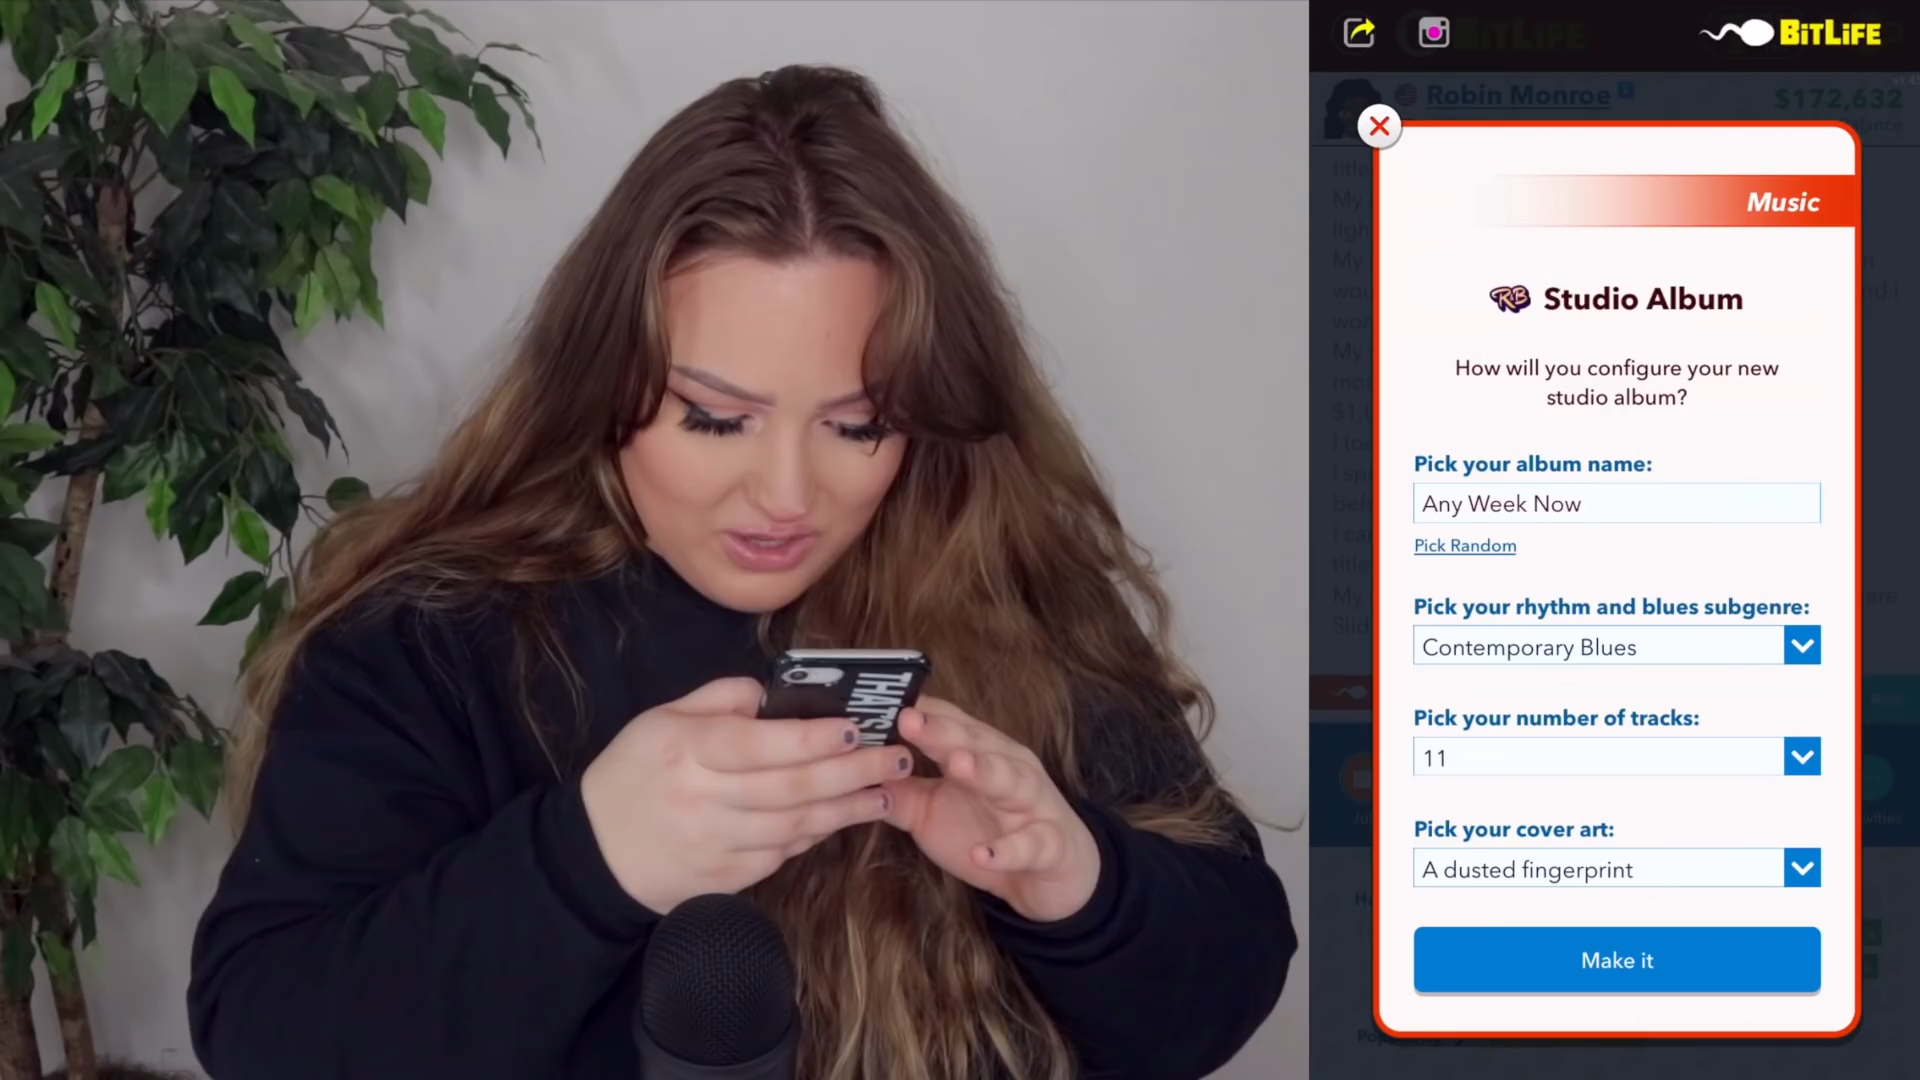 BitLife
Robin Monroe
$172,632
Music
R&B Studio Album
How will you configure your new
studio album?
Pick your album name:
Any Week Now
Pick Random
Pick your rhythm and blues subgenre:
Contemporary Blues
Pick your number of tracks:
11
Pick your cover art:
A dusted fingerprint
Make it
THAT'S